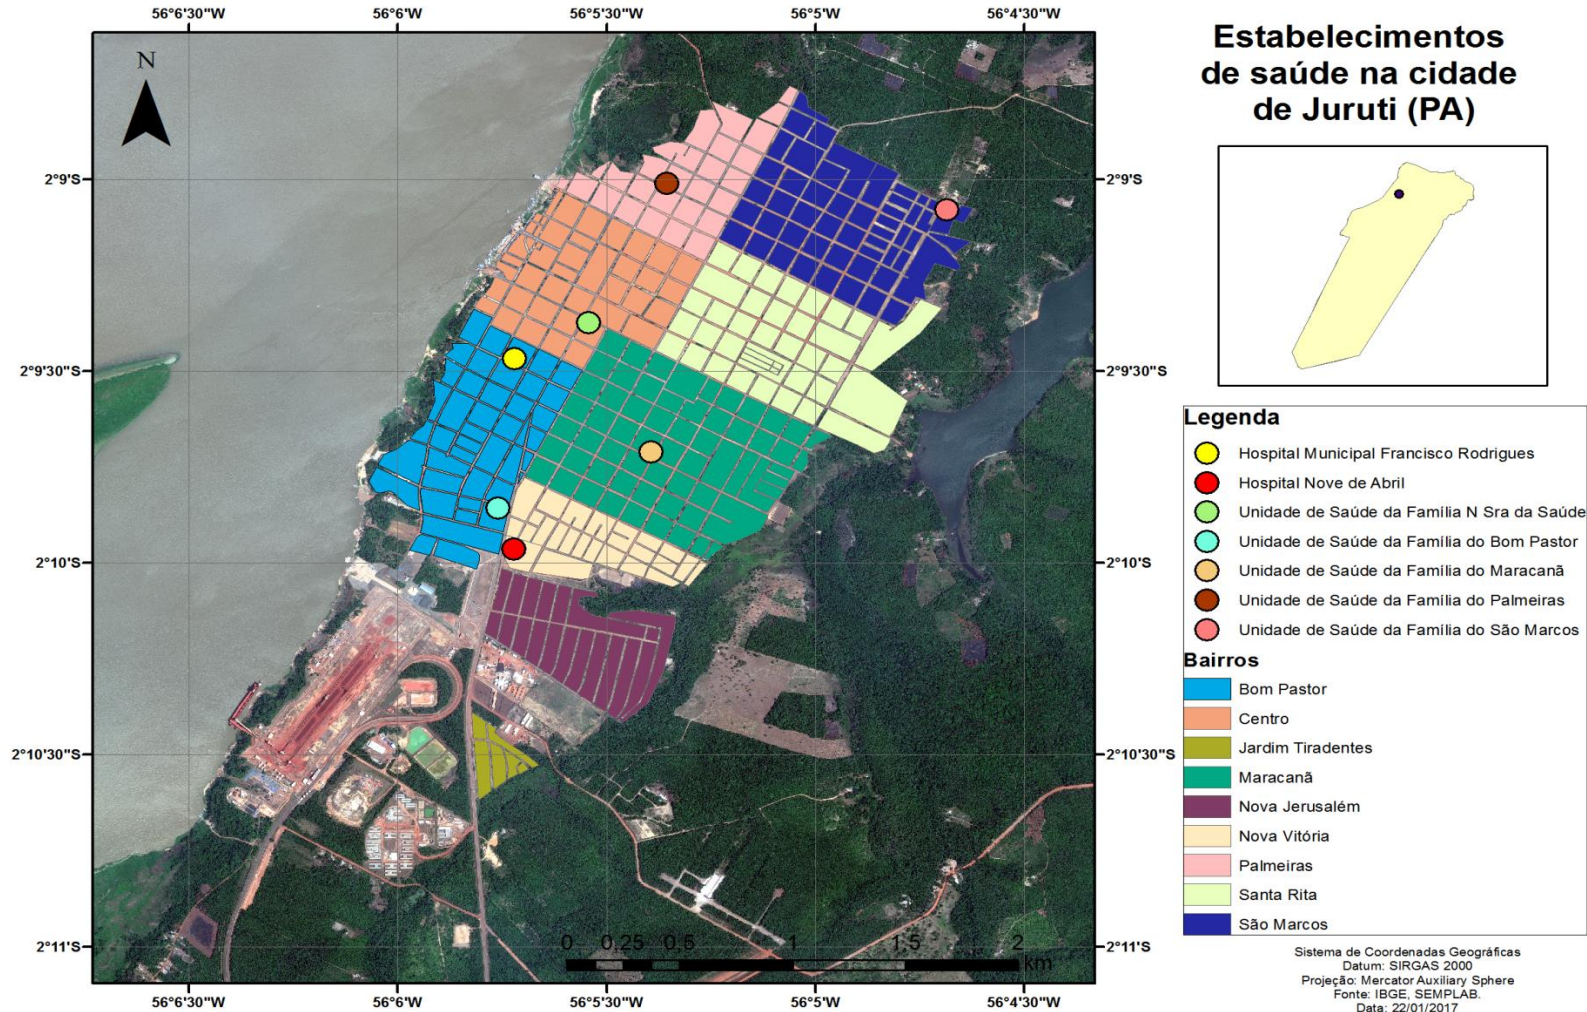 56°6'30"W 56°6'W 56°5'30"W 56°5'W 56°4'30"W
N
2°9'S 2°9'S
2°9'30"S 2°9'30"S
2°10'S 2°10'S
2°10'30"S 2°10'30"S
2°11'S 2°11'S
0 0,25 0,5 1 1,5 2
km
56°6'30"W 56°6'W 56°5'30"W 56°5'W 56°4'30"W
Estabelecimentos
de saúde na cidade
de Juruti (PA)
Legenda
Hospital Municipal Francisco Rodrigues
Hospital Nove de Abril
Unidade de Saúde da Família N Sra da Saúde
Unidade de Saúde da Família do Bom Pastor
Unidade de Saúde da Família do Maracanã
Unidade de Saúde da Família do Palmeiras
Unidade de Saúde da Família do São Marcos
Bairros
Bom Pastor
Centro
Jardim Tiradentes
Maracanã
Nova Jerusalém
Nova Vitória
Palmeiras
Santa Rita
São Marcos
Sistema de Coordenadas Geográficas
Datum: SIRGAS 2000
Projeção: Mercator Auxiliary Sphere
Fonte: IBGE, SEMPLAB.
Data: 22/01/2017